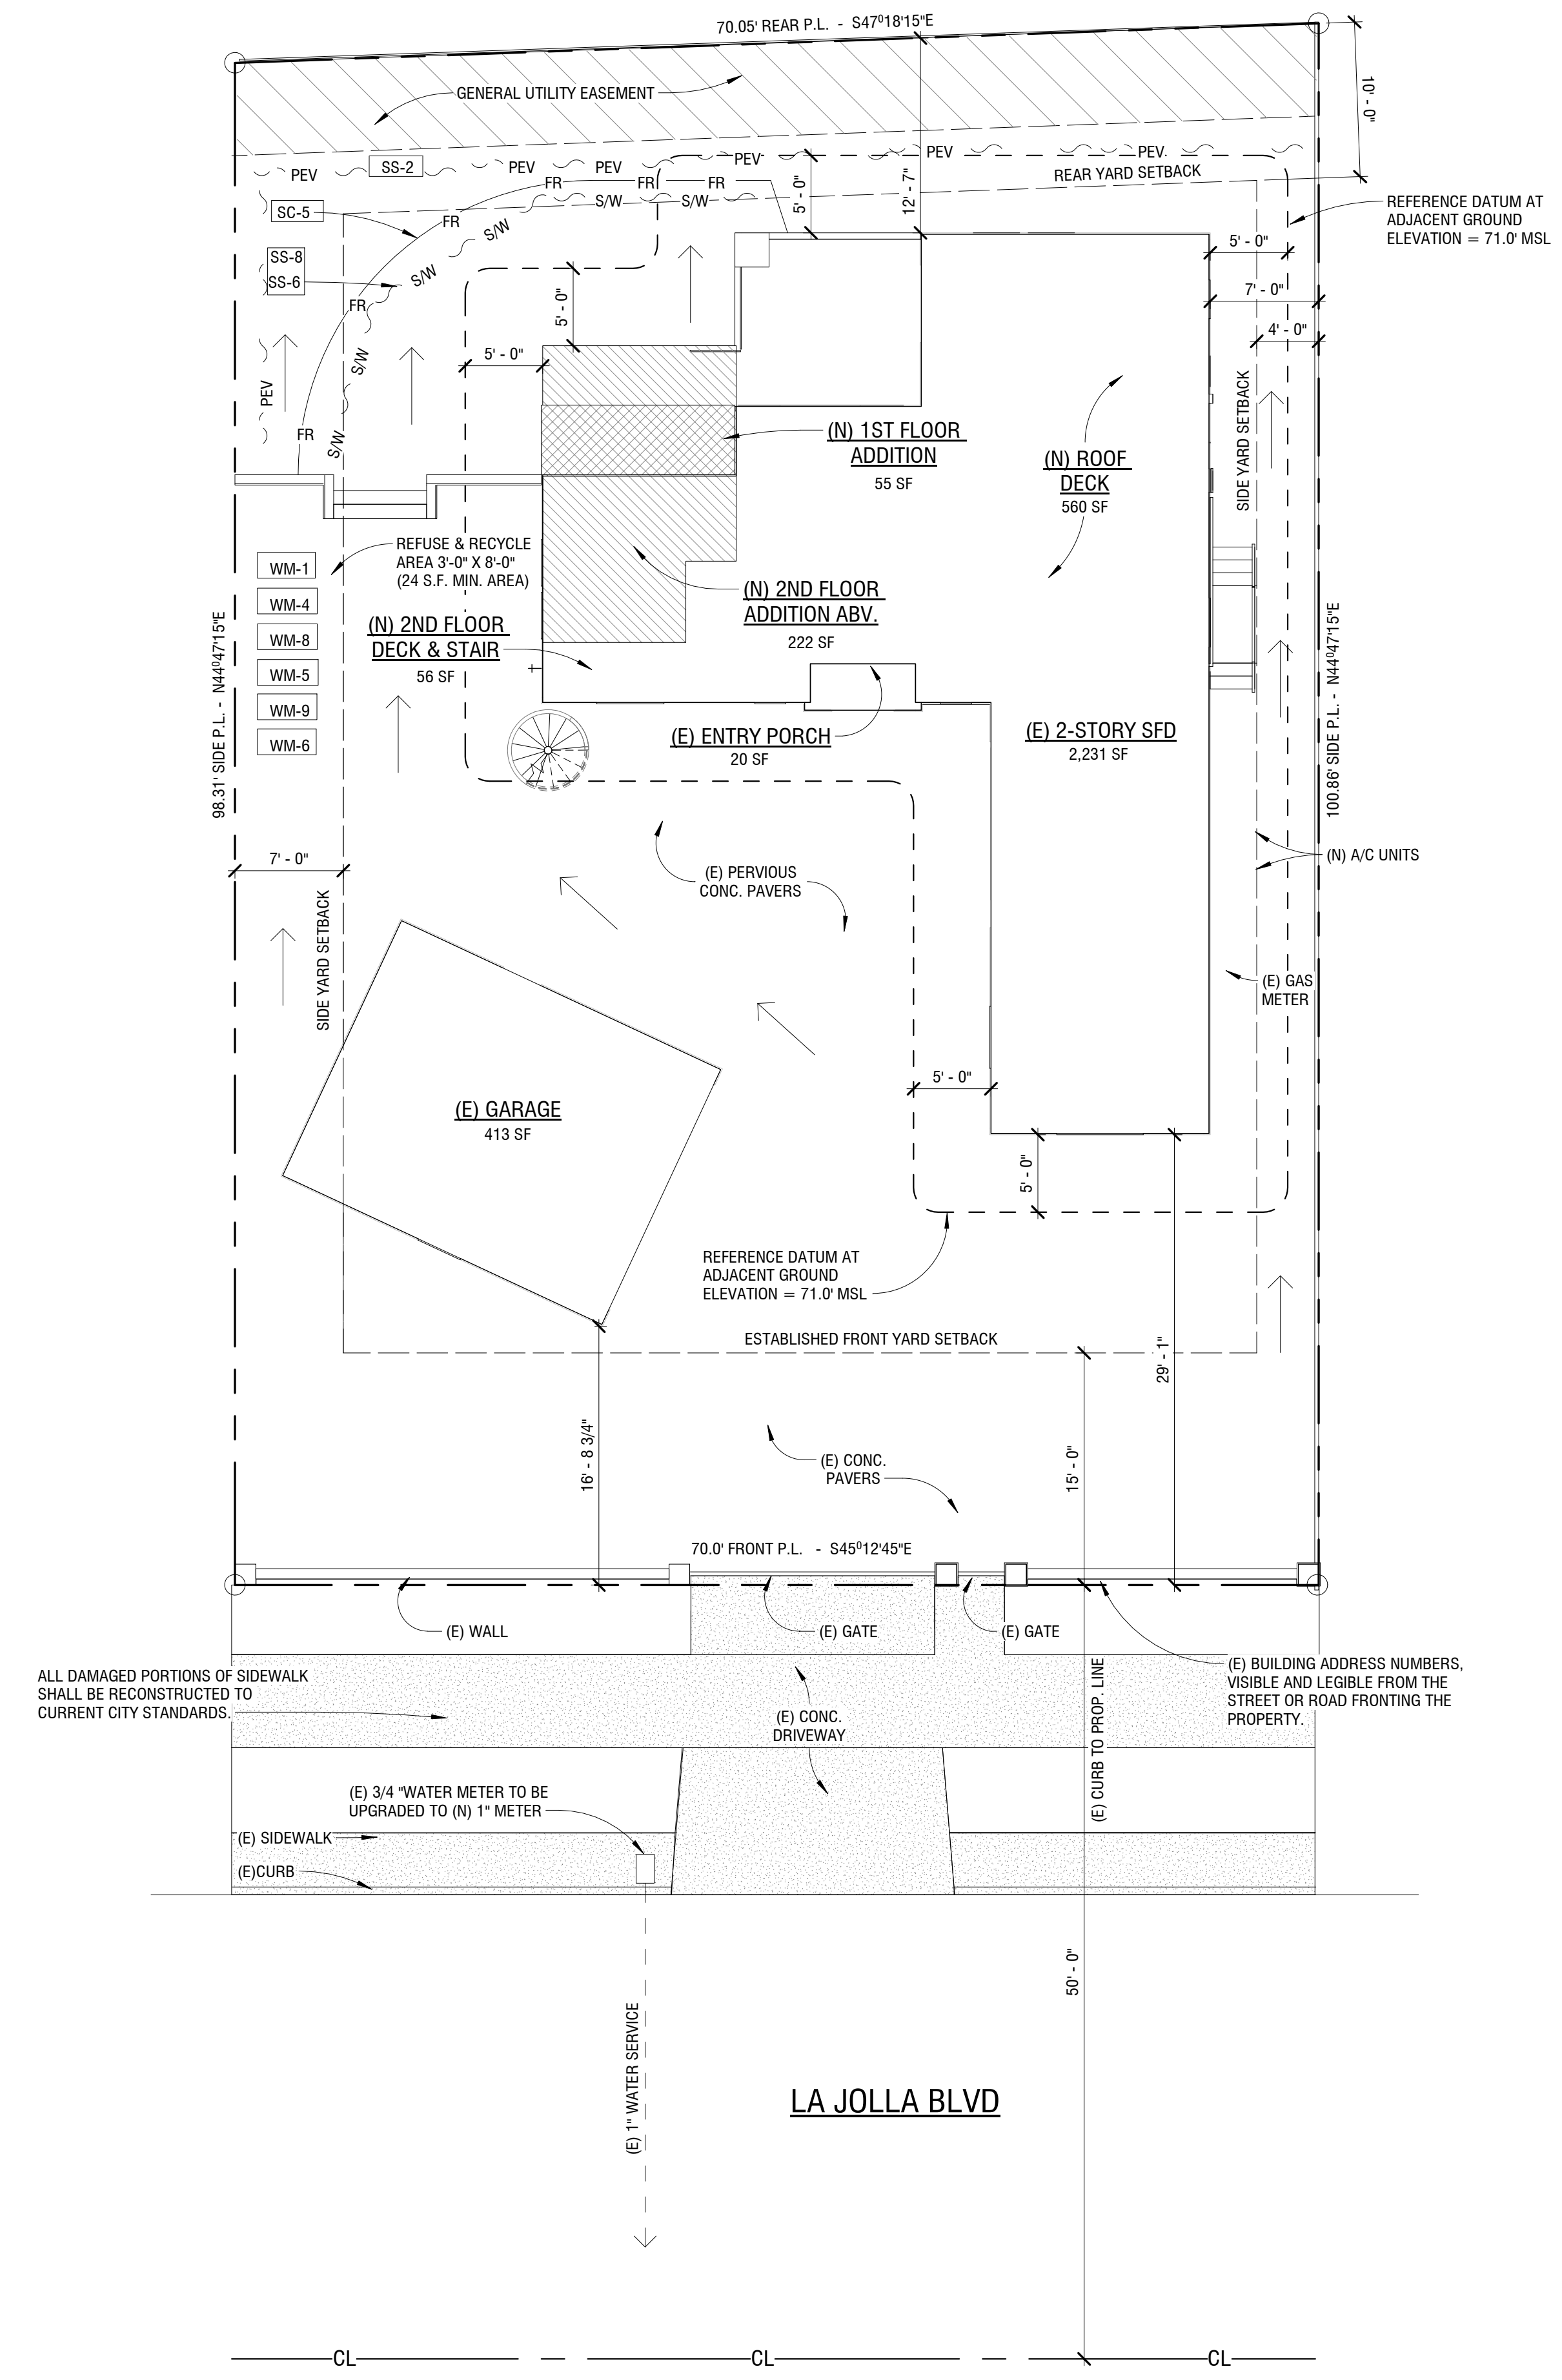 70.05' REAR P.L. - S47⁰18'15"E
10' - 0"
GENERAL UTILITY EASEMENT
PEV
SS-2
PEV
PEV
PEV
PEV
PEV
REAR YARD SETBACK
FR
FR
FR
S/W
S/W
5' - 0"
12' - 7"
REFERENCE DATUM AT
ADJACENT GROUND
ELEVATION = 71.0' MSL
SC-5
FR
S/W
5' - 0"
SS-8
SS-6
S/W
7' - 0"
FR
5' - 0"
4' - 0"
5' - 0"
S/W
PEV
SIDE YARD SETBACK
FR
S/W
(N) 1ST FLOOR
ADDITION
55 SF
(N) ROOF
DECK
560 SF
REFUSE & RECYCLE
AREA 3'-0" X 8'-0"
(24 S.F. MIN. AREA)
WM-1
WM-4
WM-8
WM-5
WM-9
WM-6
(N) 2ND FLOOR
ADDITION ABV.
222 SF
(N) 2ND FLOOR
DECK & STAIR
56 SF
98.31' SIDE P.L. - N44⁰47'15"E
100.86' SIDE P.L. - N44⁰47'15"E
(E) ENTRY PORCH
20 SF
(E) 2-STORY SFD
2,231 SF
7' - 0"
(N) A/C UNITS
(E) PERVIOUS
CONC. PAVERS
SIDE YARD SETBACK
(E) GAS
METER
5' - 0"
(E) GARAGE
413 SF
5' - 0"
REFERENCE DATUM AT
ADJACENT GROUND
ELEVATION = 71.0' MSL
ESTABLISHED FRONT YARD SETBACK
29' - 1"
16' - 8 3/4"
(E) CONC.
PAVERS
15' - 0"
70.0' FRONT P.L. - S45⁰12'45"E
(E) WALL
(E) GATE
(E) GATE
ALL DAMAGED PORTIONS OF SIDEWALK
SHALL BE RECONSTRUCTED TO
CURRENT CITY STANDARDS.
(E) BUILDING ADDRESS NUMBERS,
VISIBLE AND LEGIBLE FROM THE
STREET OR ROAD FRONTING THE
PROPERTY.
(E) CONC.
DRIVEWAY
(E) CURB TO PROP. LINE
(E) 3/4 "WATER METER TO BE
UPGRADED TO (N) 1" METER
(E) SIDEWALK
(E)CURB
50' - 0"
(E) 1" WATER SERVICE
LA JOLLA BLVD
CL
CL
CL